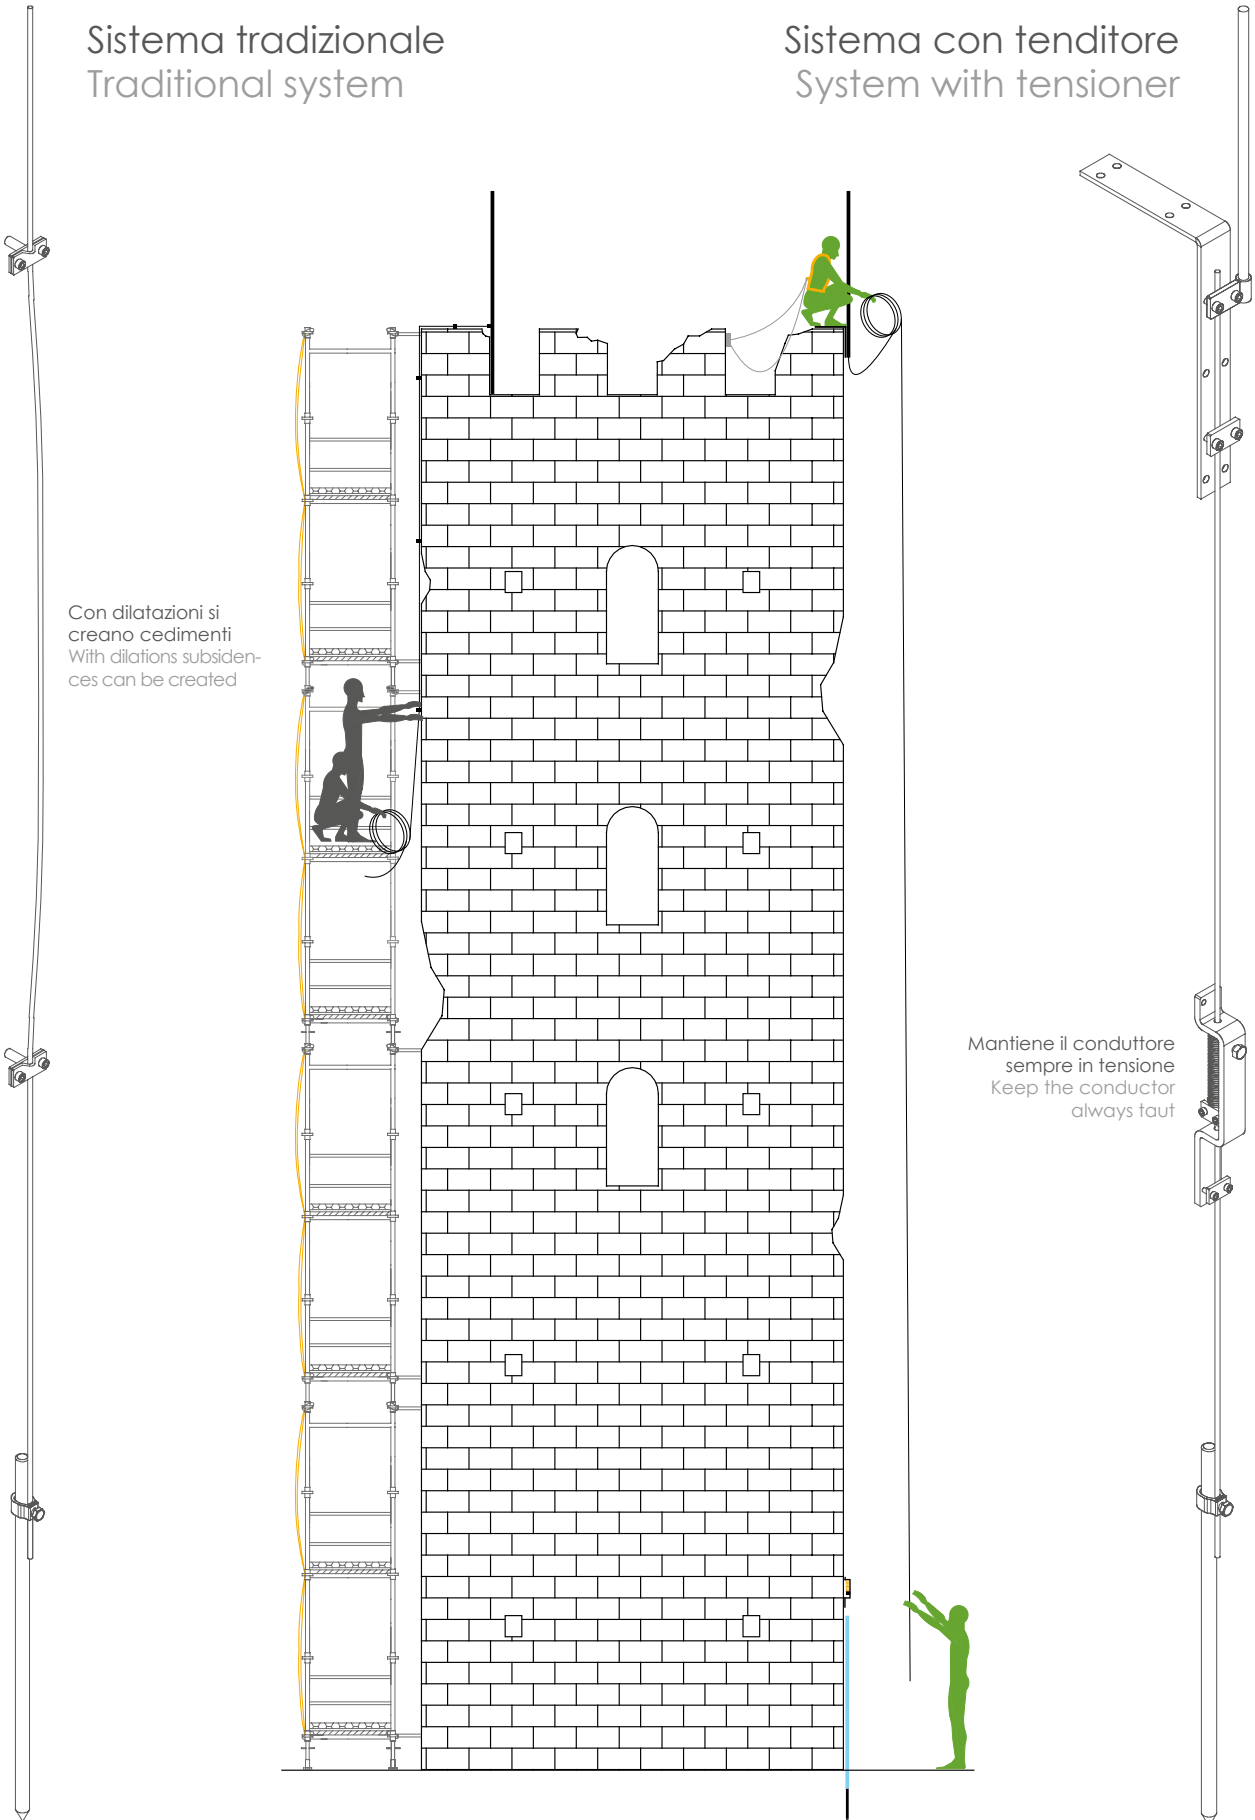 Sistema tradizionale
Traditional system
Sistema con tenditore
System with tensioner
Con dilatazioni si
creano cedimenti
With dilations subsiden-
ces can be created
Mantiene il conduttore
sempre in tensione
Keep the conductor
always taut